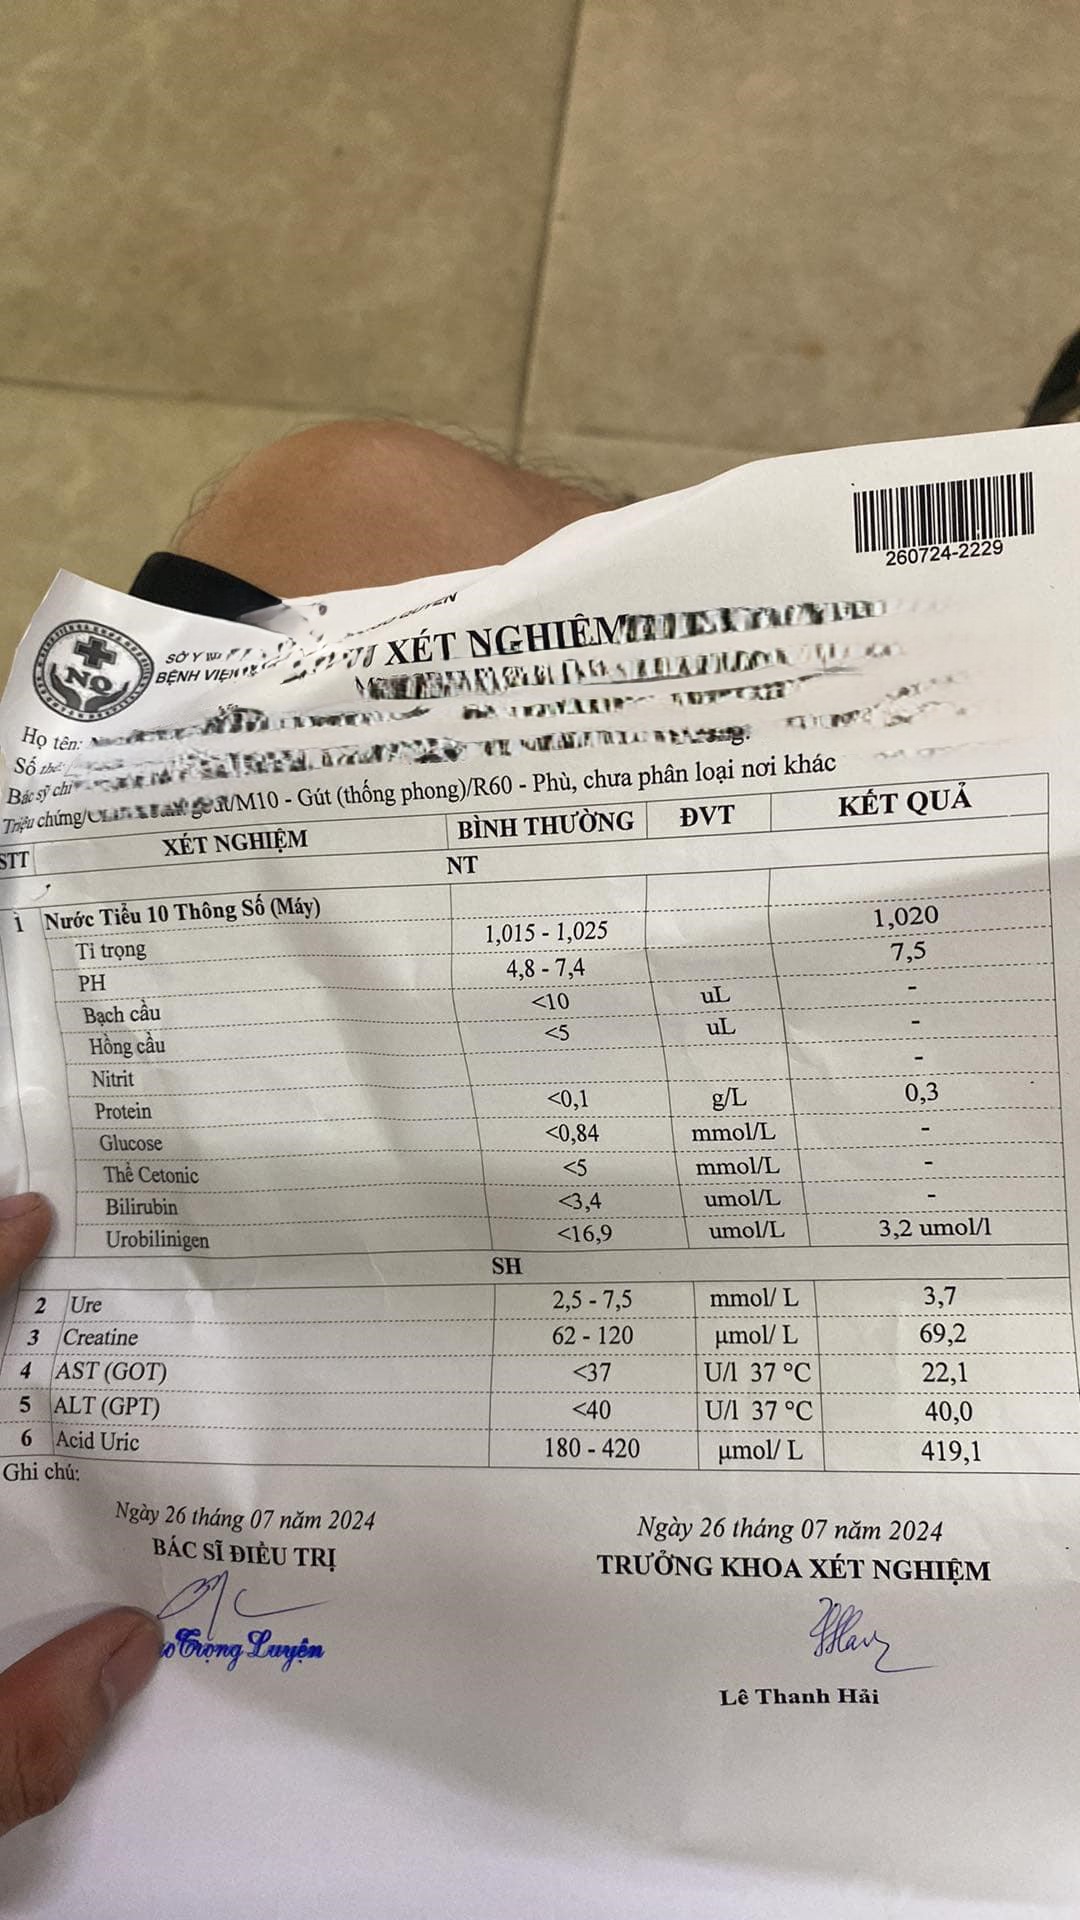 260724-2229
NQ
SỞ Y
BỆNH VIỆN
XÉT NGHIỆM
Họ tên:
Số thẻ:
Bác sỹ chỉ
Triệu chứng/ gout/M10 - Gút (thống phong)/R60 - Phù, chưa phân loại nơi khác
STT XÉT NGHIỆM BÌNH THƯỜNG ĐVT KẾT QUẢ
NT
1 Nước Tiểu 10 Thông Số (Máy)
Tỉ trọng 1,015 - 1,025 1,020
PH 4,8 - 7,4 7,5
Bạch cầu <10 uL -
Hồng cầu <5 uL -
Nitrit -
Protein <0,1 g/L 0,3
Glucose <0,84 mmol/L -
Thể Cetonic <5 mmol/L -
Bilirubin <3,4 umol/L -
Urobilinigen <16,9 umol/L 3,2 umol/l
SH
2 Ure 2,5 - 7,5 mmol/ L 3,7
3 Creatine 62 - 120 µmol/ L 69,2
4 AST (GOT) <37 U/l 37 °C 22,1
5 ALT (GPT) <40 U/l 37 °C 40,0
6 Acid Uric 180 - 420 µmol/ L 419,1
Ghi chú:
Ngày 26 tháng 07 năm 2024 Ngày 26 tháng 07 năm 2024
BÁC SĨ ĐIỀU TRỊ TRƯỞNG KHOA XÉT NGHIỆM
Trọng Luyện
Lê Thanh Hải